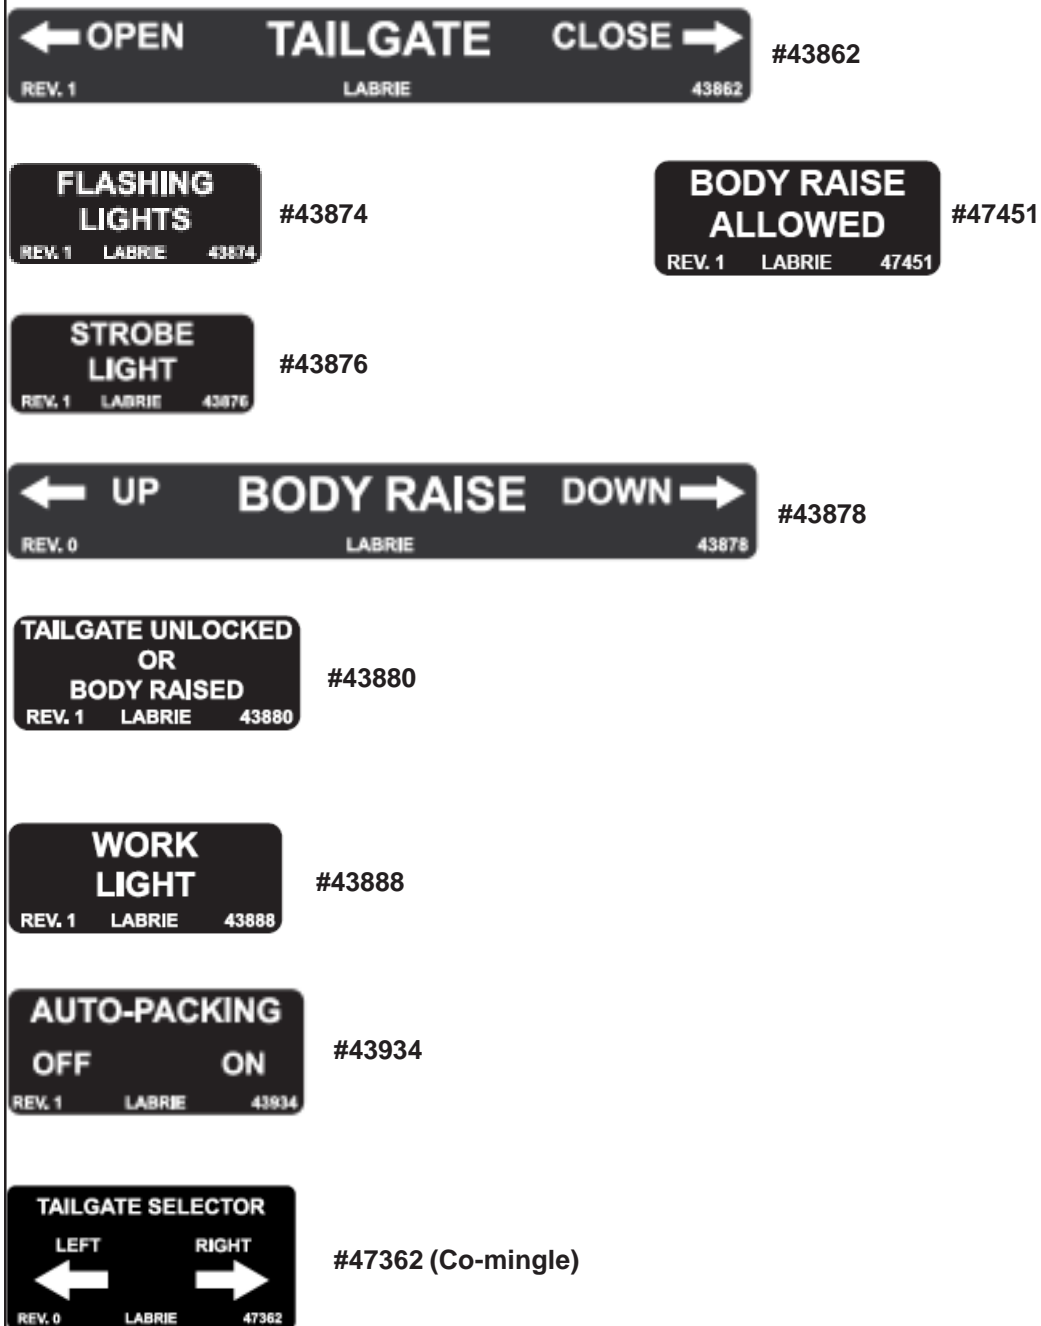 OPEN TAILGATE CLOSE
REV. 1 LABRIE 43862
#43862
FLASHING
LIGHTS
REV. 1 LABRIE 43874
#43874
BODY RAISE
ALLOWED
REV. 1 LABRIE 47451
#47451
STROBE
LIGHT
REV. 1 LABRIE 43876
#43876
UP BODY RAISE DOWN
REV. 0 LABRIE 43878
#43878
TAILGATE UNLOCKED
OR
BODY RAISED
REV. 1 LABRIE 43880
#43880
WORK
LIGHT
REV. 1 LABRIE 43888
#43888
AUTO-PACKING
OFF ON
REV. 1 LABRIE 43934
#43934
TAILGATE SELECTOR
LEFT RIGHT
REV. 0 LABRIE 47362
#47362 (Co-mingle)